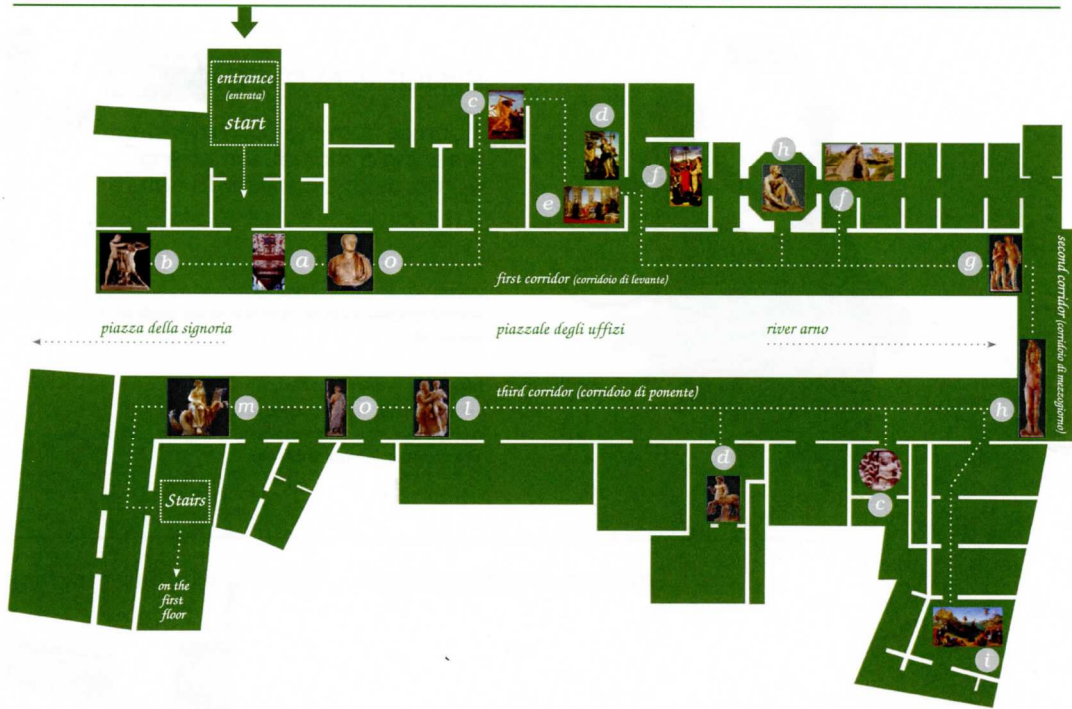 entrance
(entrata)
start
c
d
h
f
e
f
b
a
o
g
first corridor (corridoio di levante)
second corridor (corridoio di mezzogiorno)
piazza della signoria
piazzale degli uffizi
river arno
third corridor (corridoio di ponente)
m
o
l
h
d
c
Stairs
on the
first
floor
i